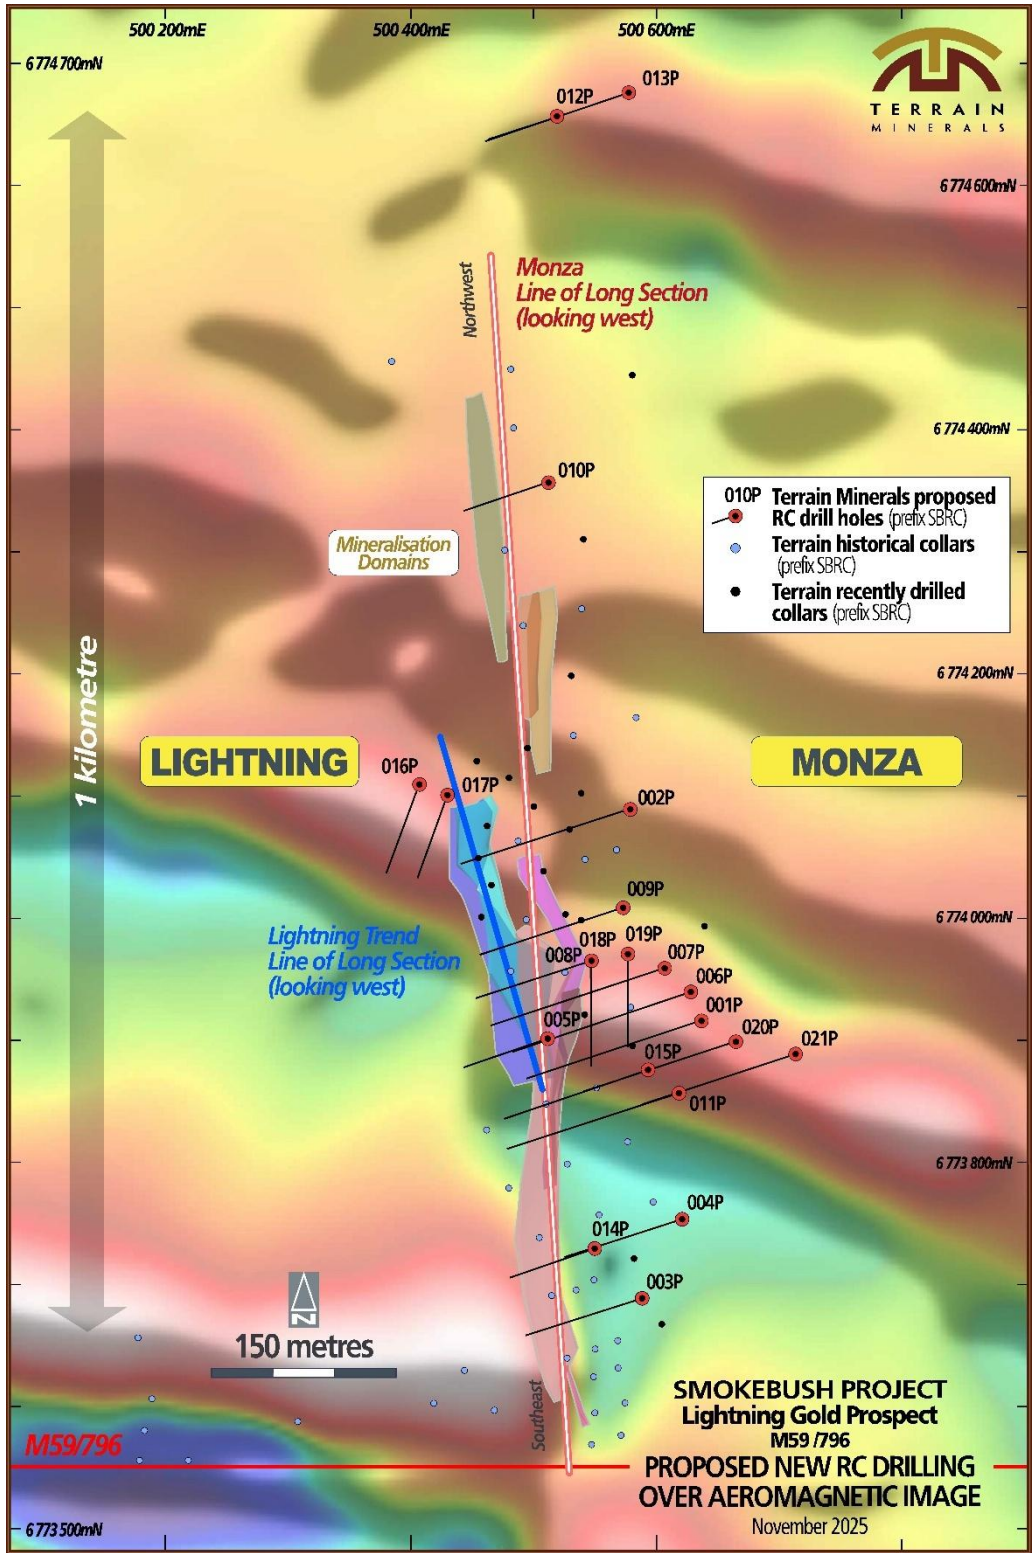 500 200mE
500 400mE
500 600mE
6 774 700mN
TERRAIN
MINERALS
013P
012P
6 774 600mN
Northwest
Monza
Line of Long Section
(looking west)
6 774 400mN
010P
Mineralisation
Domains
010P Terrain Minerals proposed
RC drill holes (prefix SBRC)
Terrain historical collars
(prefix SBRC)
Terrain recently drilled
collars (prefix SBRC)
1 kilometre
6 774 200mN
LIGHTNING
MONZA
016P
017P
002P
009P
6 774 000mN
Lightning Trend
Line of Long Section
(looking west)
008P
018P
019P
007P
006P
001P
005P
020P
021P
015P
011P
6 773 800mN
004P
014P
003P
N
150 metres
Southeast
SMOKEBUSH PROJECT
Lightning Gold Prospect
M59 /796
M59/796
PROPOSED NEW RC DRILLING
OVER AEROMAGNETIC IMAGE
November 2025
6 773 500mN